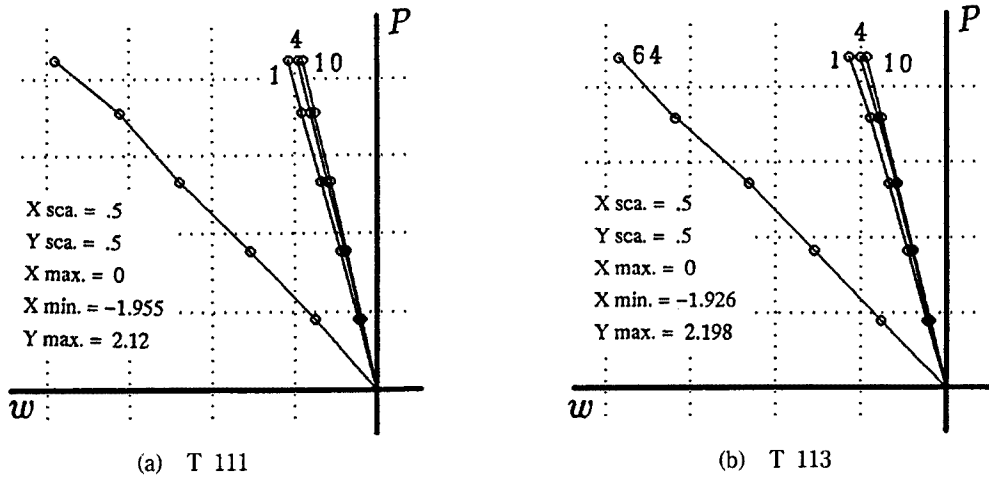 P
4
1 10
X sca. = .5
Y sca. = .5
X max. = 0
X min. = -1.955
Y max. = 2.12
w
(a) T 111
P
64
4
1 10
X sca. = .5
Y sca. = .5
X max. = 0
X min. = -1.926
Y max. = 2.198
w
(b) T 113